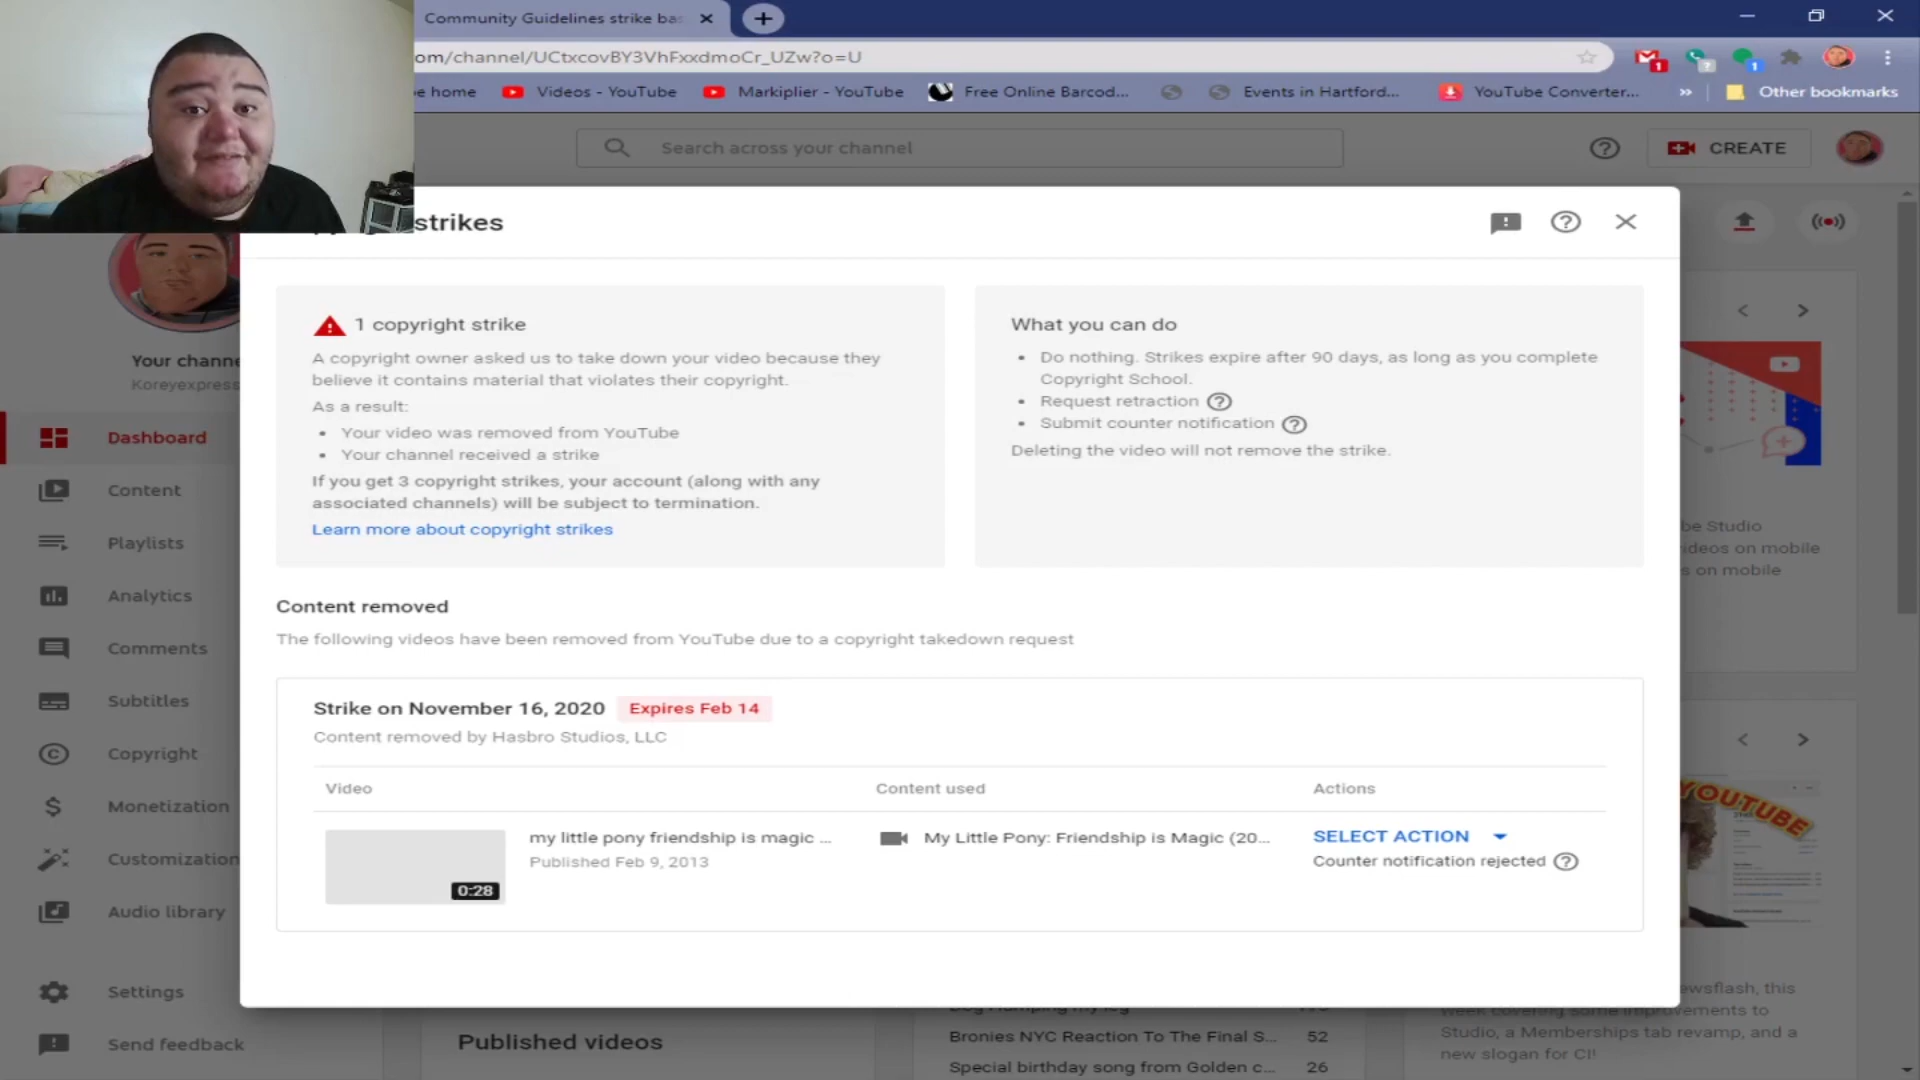 Community Guidelines strike bas
om/channel/UCtxcovBY3VhFxxdmoCr_UZw?o=U
1
?
1
e home
Videos - YouTube
Markiplier - YouTube
Free Online Barcod...
Events in Hartford...
YouTube Converter...
»
Other bookmarks
Search across your channel
CREATE
strikes
1 copyright strike
A copyright owner asked us to take down your video because they
believe it contains material that violates their copyright.
As a result:
• Your video was removed from YouTube
• Your channel received a strike
If you get 3 copyright strikes, your account (along with any
associated channels) will be subject to termination.
Learn more about copyright strikes
What you can do
• Do nothing. Strikes expire after 90 days, as long as you complete
Copyright School.
• Request retraction
• Submit counter notification
Deleting the video will not remove the strike.
Content removed
The following videos have been removed from YouTube due to a copyright takedown request
Strike on November 16, 2020 Expires Feb 14
Content removed by Hasbro Studios, LLC
Video
Content used
Actions
0:28
my little pony friendship is magic ...
Published Feb 9, 2013
My Little Pony: Friendship is Magic (20...
SELECT ACTION
Counter notification rejected
Your channe
Koreyexpress
Dashboard
Content
Playlists
Analytics
Comments
Subtitles
Copyright
Monetization
Customization
Audio library
Settings
Send feedback
Published videos
Bronies NYC Reaction To The Final S... 52
Special birthday song from Golden c... 26
be Studio
ideos on mobile
s on mobile
YOUTUBE
ewsflash, this
week covering some improvements to
Studio, a Memberships tab revamp, and a
new slogan for CI!